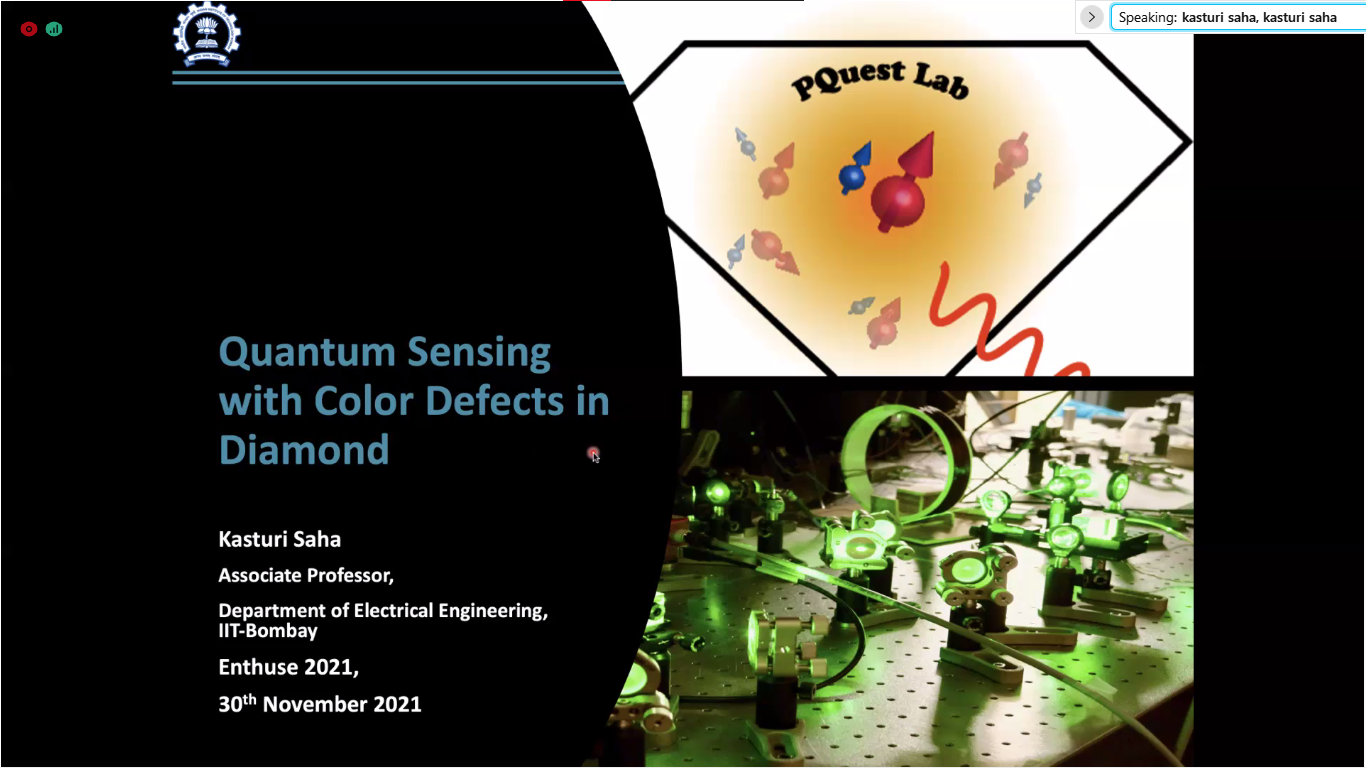 Speaking: kasturi saha, kasturi saha
PQuest Lab
Quantum Sensing
with Color Defects in
Diamond
Kasturi Saha
Associate Professor,
Department of Electrical Engineering,
IIT-Bombay
Enthuse 2021,
30th November 2021